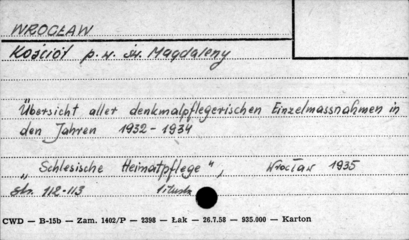 WROCŁAW
Kościół p.w. św. Magdaleny
Übersicht aller denkmalpflegerischen Einzelmassnahmen in
den Jahren 1932 - 1934
„Schlesische Heimatpflege", Wrocław 1935
str. 112-113 ilustr.
CWD — B-15b — Zam. 1402/P — 2398 — Łak — 26.7.58 — 935.000 — Karton